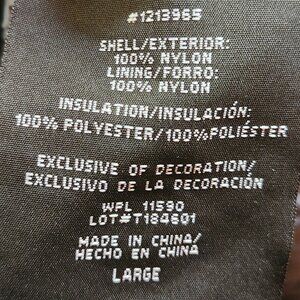 #1213965
SHELL/EXTERIOR:
100% NYLON
LINING/FORRO:
100% NYLON
INSULATION/INSULACIÓN:
100% POLYESTER/100% POLIÉSTER
EXCLUSIVE OF DECORATION/
EXCLUSIVO DE LA DECORACIÓN
WPL 11590
LOT#T184601
MADE IN CHINA/
HECHO EN CHINA
LARGE